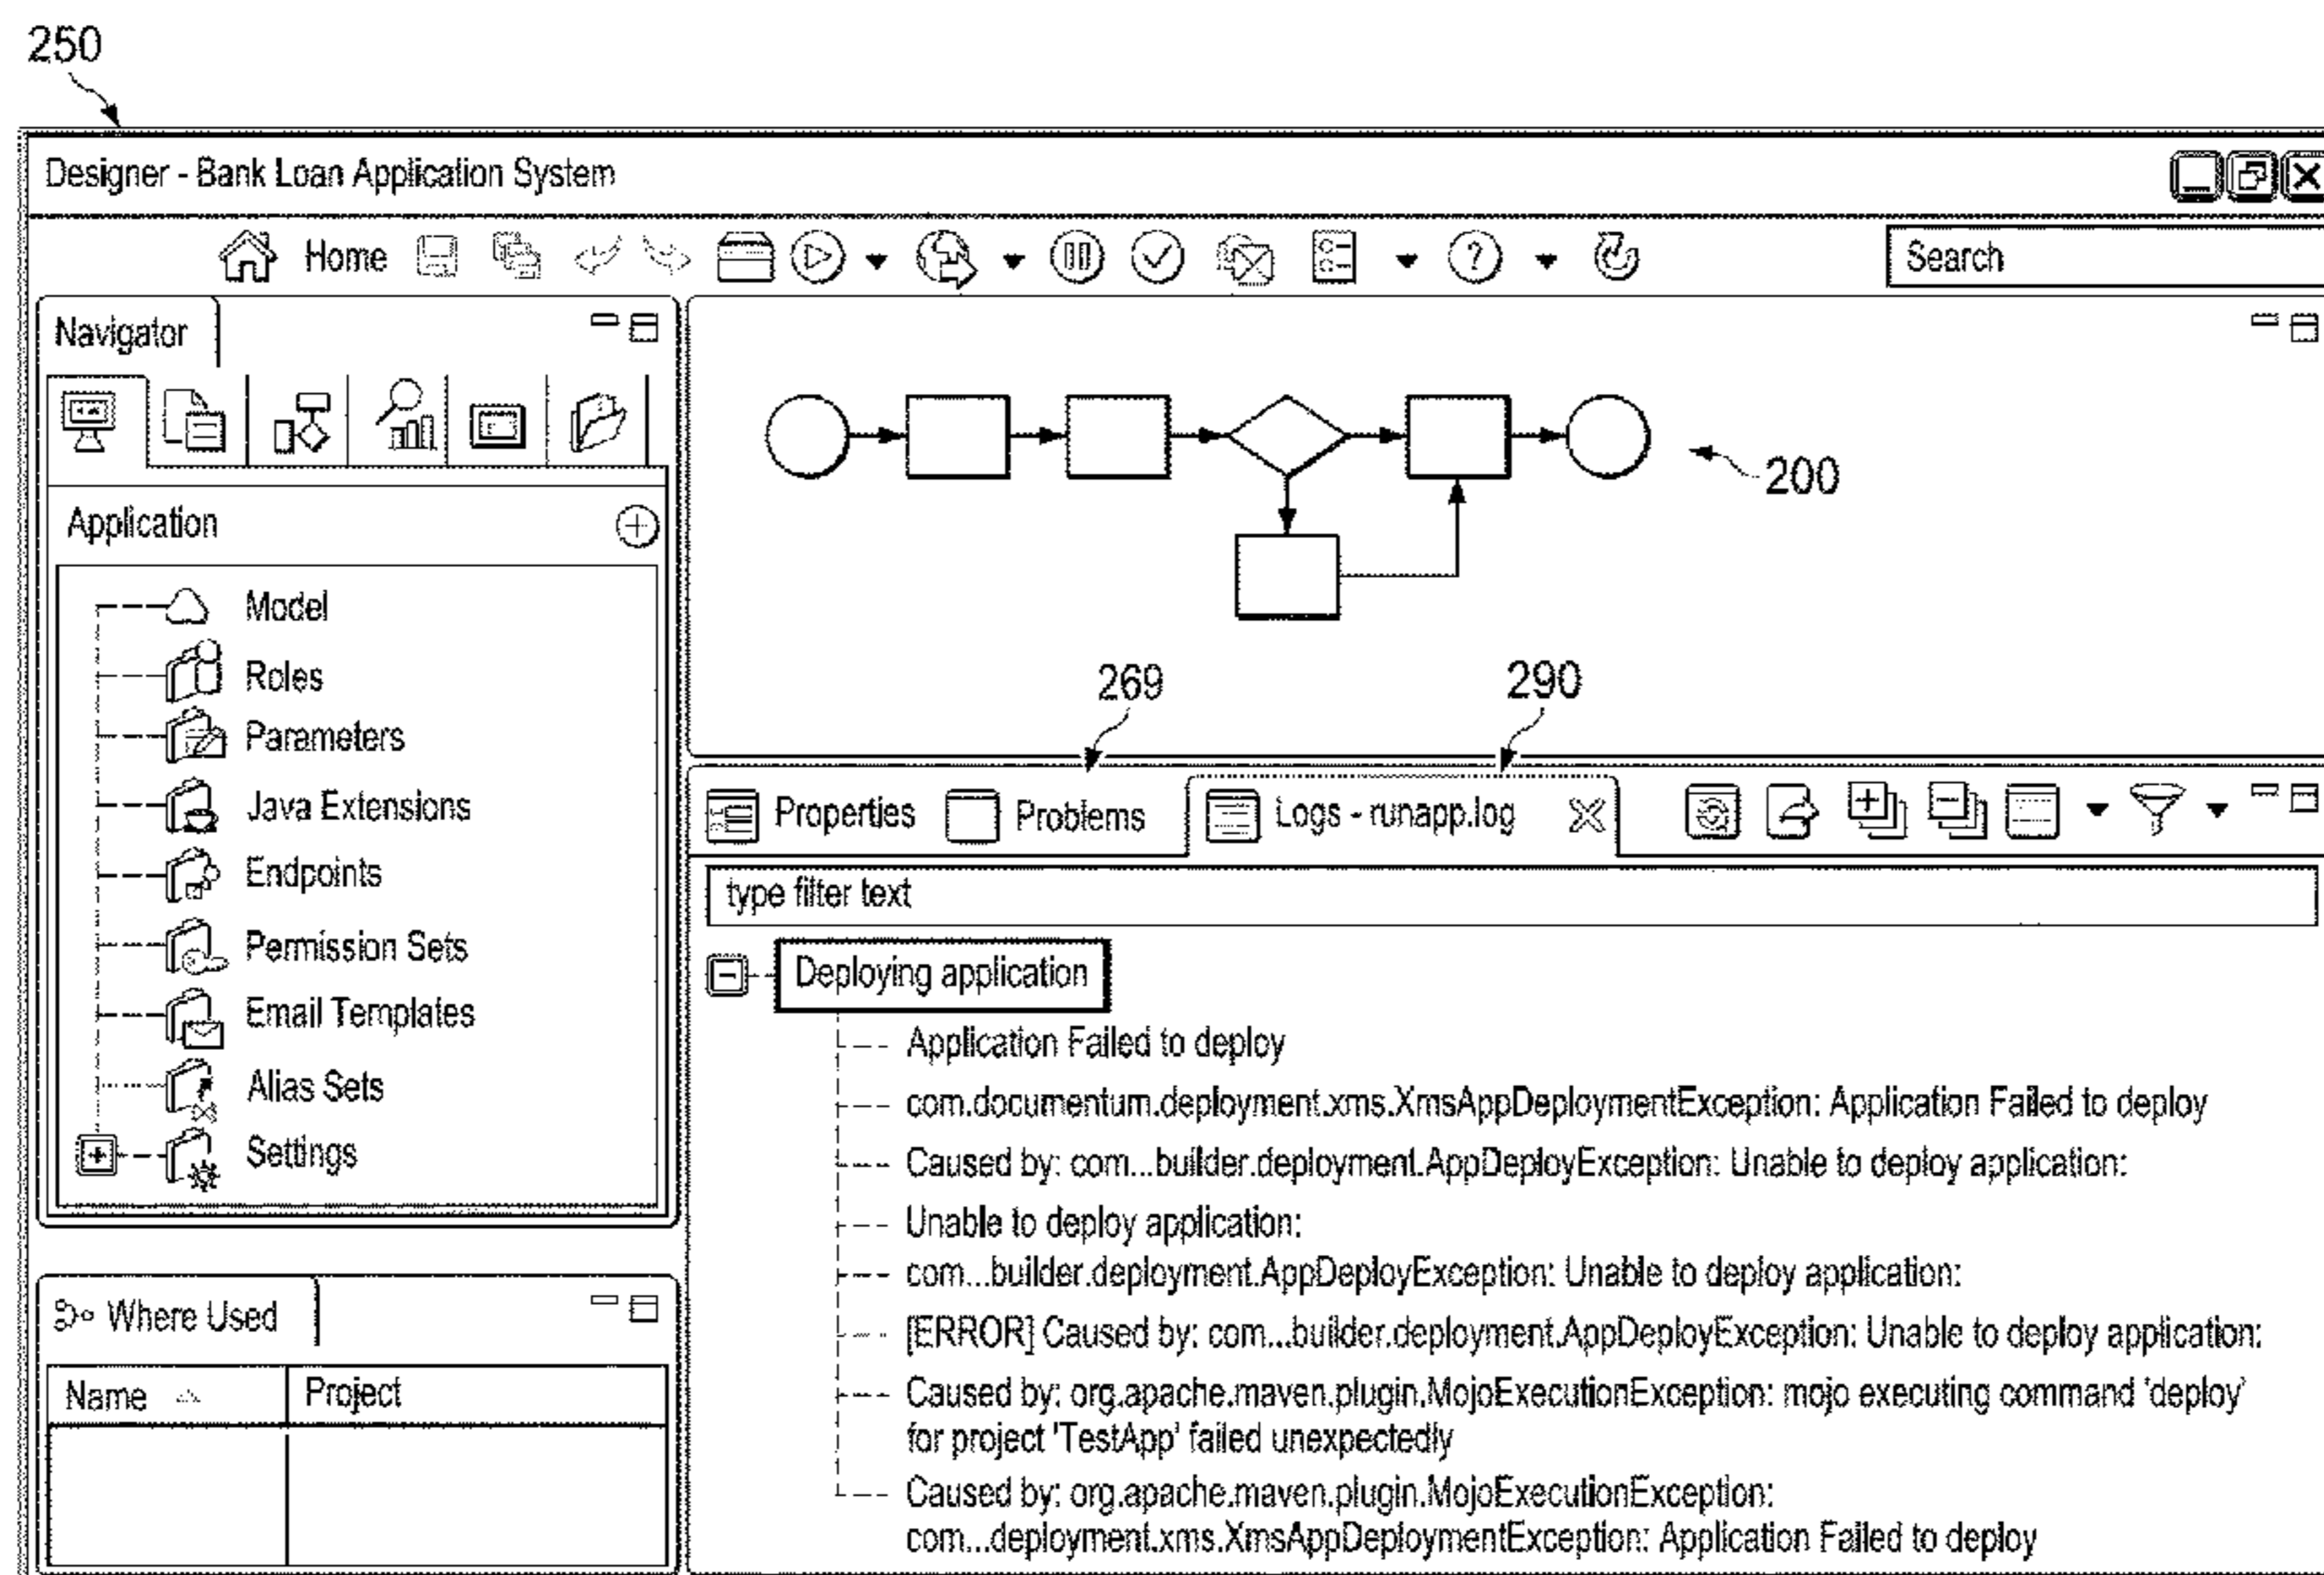 250
Designer - Bank Loan Application System
Home
Search
Navigator
Application
Model
Roles
Parameters
Java Extensions
Endpoints
Permission Sets
Email Templates
Alias Sets
Settings
Where Used
Name
Project
200
269
290
Properties
Problems
Logs - runapp.log
type filter text
Deploying application
Application Failed to deploy
com.documentum.deployment.xms.XmsAppDeploymentException: Application Failed to deploy
Caused by: com...builder.deployment.AppDeployException: Unable to deploy application:
Unable to deploy application:
com...builder.deployment.AppDeployException: Unable to deploy application:
[ERROR] Caused by: com...builder.deployment.AppDeployException: Unable to deploy application:
Caused by: org.apache.maven.plugin.MojoExecutionException: mojo executing command 'deploy'
for project 'TestApp' failed unexpectedly
Caused by: org.apache.maven.plugin.MojoExecutionException:
com...deployment.xms.XmsAppDeploymentException: Application Failed to deploy